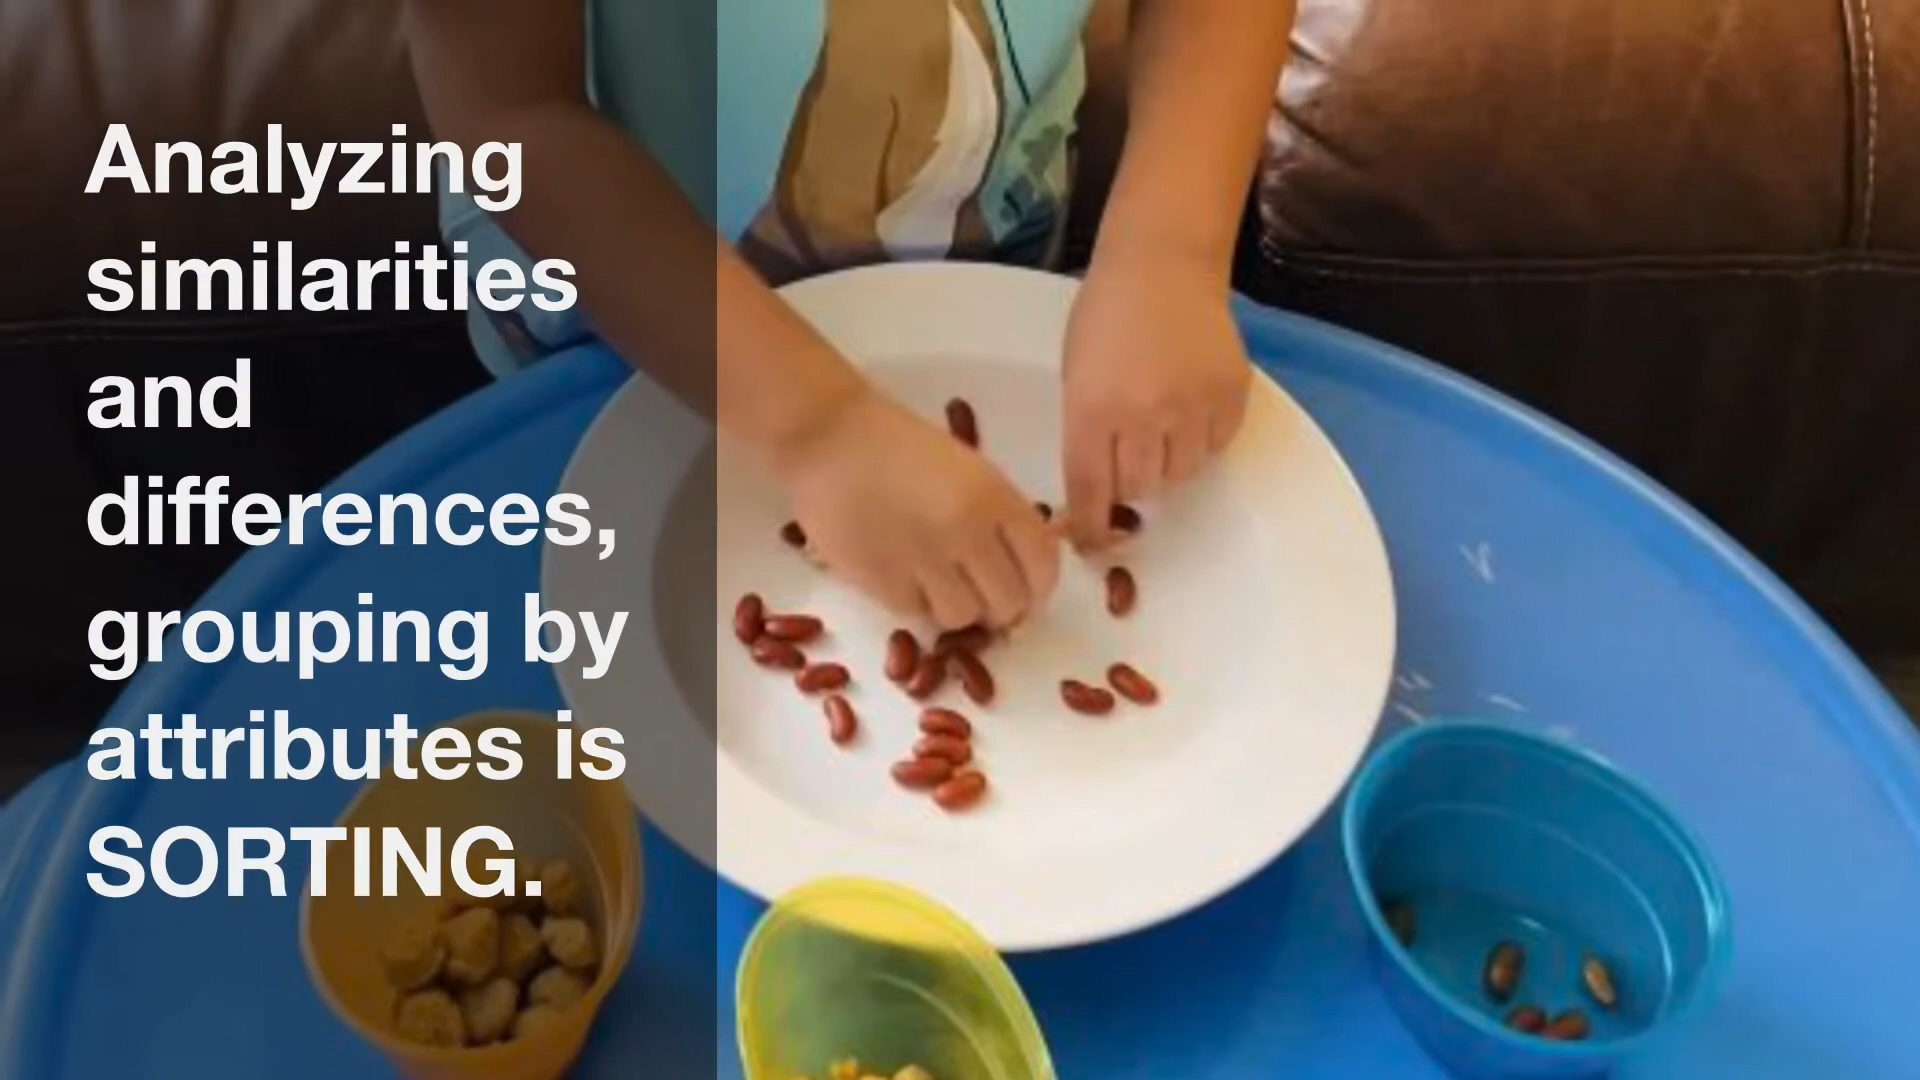 Analyzing
similarities
and
differences,
grouping by
attributes is
SORTING.